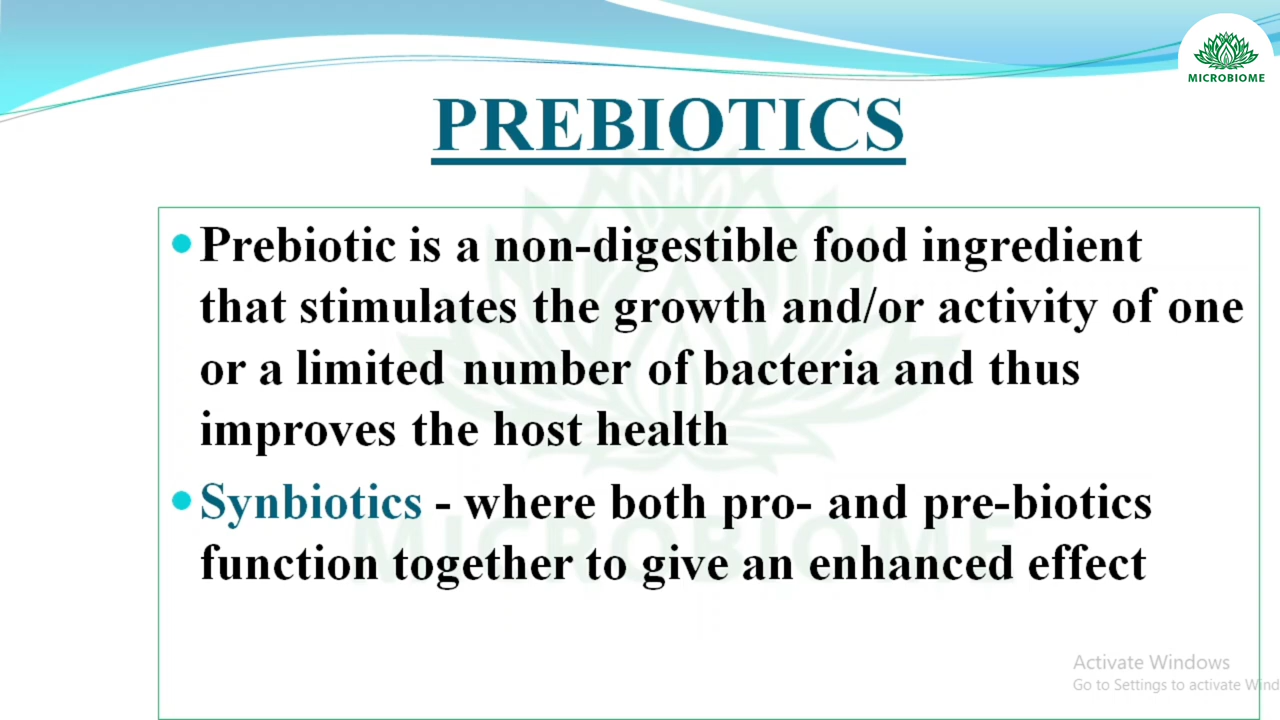 MICROBIOME
PREBIOTICS
Prebiotic is a non-digestible food ingredient
that stimulates the growth and/or activity of one
or a limited number of bacteria and thus
improves the host health
Synbiotics - where both pro- and pre-biotics
function together to give an enhanced effect
MICROBIOME
Activate Windows
Go to Settings to activate Wind